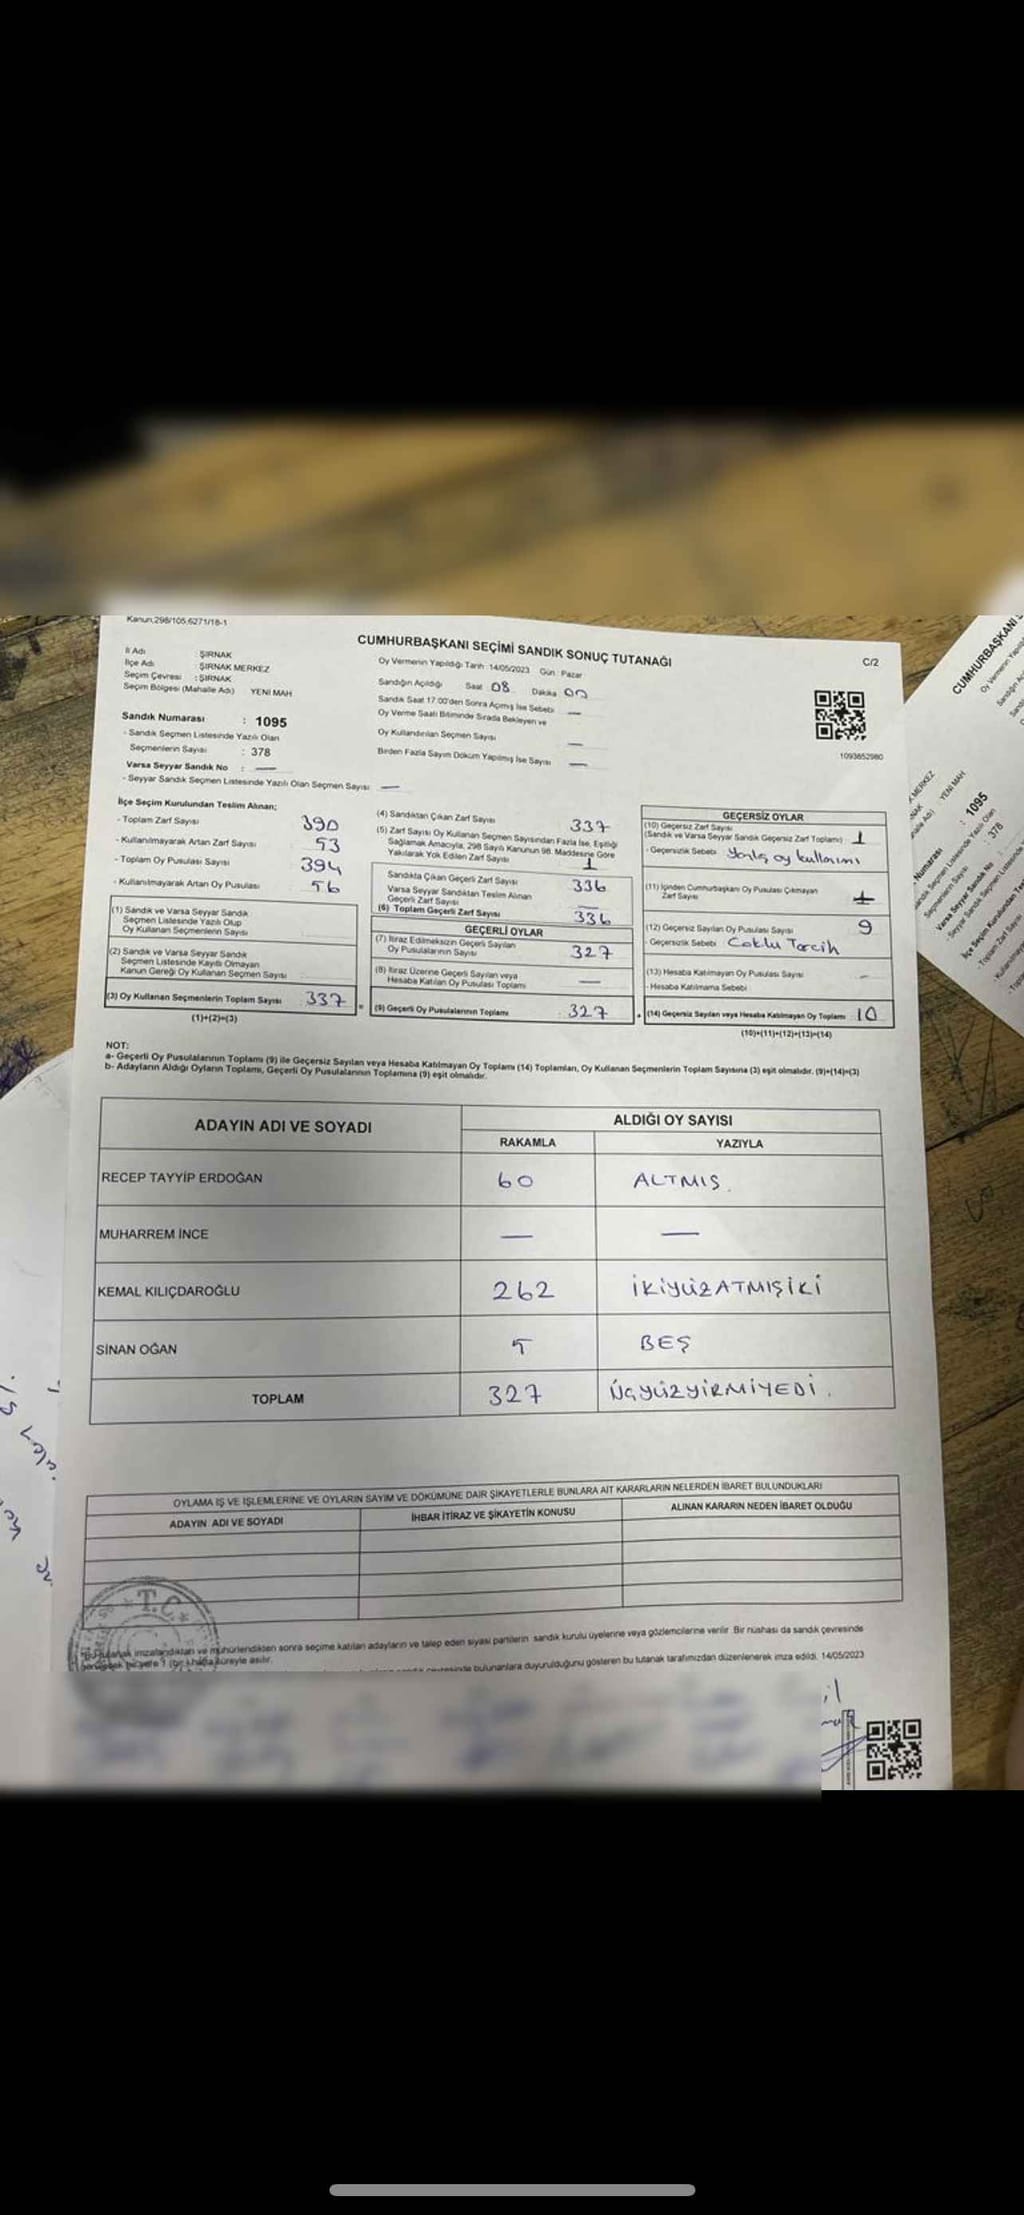 Kanun:298/105,6271/18-1
CUMHURBAŞKANI SEÇİMİ SANDIK SONUÇ TUTANAĞI
C/2
İl Adı : ŞIRNAK
İlçe Adı : ŞIRNAK MERKEZ
Seçim Çevresi : ŞIRNAK
Seçim Bölgesi (Mahalle Adı) YENİ MAH
Sandık Numarası : 1095
- Sandık Seçmen Listesinde Yazılı Olan
Seçmenlerin Sayısı : 378
Varsa Seyyar Sandık No : —
- Seyyar Sandık Seçmen Listesinde Yazılı Olan Seçmen Sayısı —
Oy Vermenin Yapıldığı Tarih :14/05/2023 Gün: Pazar
Sandığın Açıldığı Saat 08 Dakika 00
Sandık Saat 17:00'den Sonra Açılmış İse Sebebi —
Oy Verme Saati Bitiminde Sırada Bekleyen ve
Oy Kullandırılan Seçmen Sayısı —
Birden Fazla Sayım Döküm Yapılmış İse Sayısı —
1093652980
İlçe Seçim Kurulundan Teslim Alınan;
- Toplam Zarf Sayısı 390
- Kullanılmayarak Artan Zarf Sayısı 53
- Toplam Oy Pusulası Sayısı 394
- Kullanılmayarak Artan Oy Pusulası 56
(1) Sandık ve Varsa Seyyar Sandık
Seçmen Listesinde Yazılı Olup
Oy Kullanan Seçmenlerin Sayısı
(2) Sandık ve Varsa Seyyar Sandık
Seçmen Listesinde Kayıtlı Olmayan
Kanun Gereği Oy Kullanan Seçmen Sayısı
(3) Oy Kullanan Seçmenlerin Toplam Sayısı 337
(1)+(2)=(3)
(4) Sandıktan Çıkan Zarf Sayısı 337
(5) Zarf Sayısı Oy Kullanan Seçmen Sayısından Fazla İse, Eşitliği
Sağlamak Amacıyla, 298 Sayılı Kanunun 98. Maddesine Göre
Yakılarak Yok Edilen Zarf Sayısı 1
Sandıkta Çıkan Geçerli Zarf Sayısı 336
Varsa Seyyar Sandıktan Teslim Alınan
Geçerli Zarf Sayısı —
(6) Toplam Geçerli Zarf Sayısı 336
GEÇERLİ OYLAR
(7) İtiraz Edilmeksizin Geçerli Sayılan
Oy Pusulalarının Sayısı 327
(8) İtiraz Üzerine Geçerli Sayılan veya
Hesaba Katılan Oy Pusulası Toplamı —
(9) Geçerli Oy Pusulalarının Toplamı : 327
GEÇERSİZ OYLAR
(10) Geçersiz Zarf Sayısı
(Sandık ve Varsa Seyyar Sandık Geçersiz Zarf Toplamı) 1
- Geçersizlik Sebebi Yanlış oy kullanımı
(11) İçinden Cumhurbaşkanı Oy Pusulası Çıkmayan
Zarf Sayısı
(12) Geçersiz Sayılan Oy Pusulası Sayısı 9
- Geçersizlik Sebebi Çoklu Tercih
(13) Hesaba Katılmayan Oy Pusulası Sayısı —
- Hesaba Katılmama Sebebi
(14) Geçersiz Sayılan veya Hesaba Katılmayan Oy Toplamı 10
(10)+(11)+(12)+(13)=(14)
NOT:
a- Geçerli Oy Pusulalarının Toplamı (9) ile Geçersiz Sayılan veya Hesaba Katılmayan Oy Toplamı (14) Toplamları, Oy Kullanan Seçmenlerin Toplam Sayısına (3) eşit olmalıdır. (9)+(14)=(3)
b- Adayların Aldığı Oyların Toplamı, Geçerli Oy Pusulalarının Toplamına (9) eşit olmalıdır.
ADAYIN ADI VE SOYADI
ALDIĞI OY SAYISI
RAKAMLA YAZIYLA
RECEP TAYYİP ERDOĞAN 60 ALTMIŞ.
MUHARREM İNCE — —
KEMAL KILIÇDAROĞLU 262 İKİYÜZATMIŞİKİ
SİNAN OĞAN 5 BEŞ
TOPLAM 327 ÜÇYÜZYİRMİYEDİ.
OYLAMA İŞ VE İŞLEMLERİNE VE OYLARIN SAYIM VE DÖKÜMÜNE DAİR ŞİKAYETLERLE BUNLARA AİT KARARLARIN NELERDEN İBARET BULUNDUKLARI
ADAYIN ADI VE SOYADI
İHBAR İTİRAZ VE ŞİKAYETİN KONUSU
ALINAN KARARIN NEDEN İBARET OLDUĞU
T.C.
tutanak imzalandıktan ve mühürlendikten sonra seçime katılan adayların ve talep eden siyasi partilerin sandık kurulu üyelerine veya gözlemcilerine verilir. Bir nüshası da sandık çevresinde
süreyle asılır.
bulunanlara duyurulduğunu gösteren bu tutanak tarafımızdan düzenlenerek imza edildi. 14/05/2023
CUMHURBAŞKANI
Oy Vermenin Yapıldığı
MERKEZ
YENİ MAH
: 1095
: 378